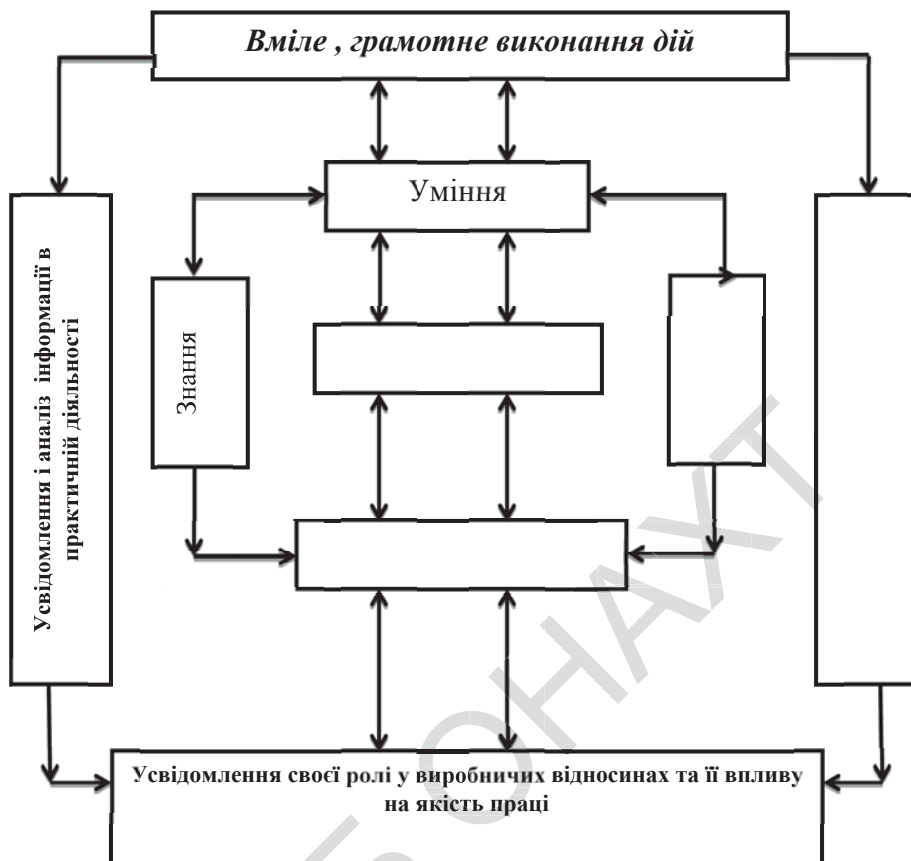 Вміле , грамотне виконання дій
Уміння
Усвідомлення і аналіз інформації в
практичній діяльності
Знання
Усвідомлення своєї ролі у виробничих відносинах та її впливу
на якість праці
ОНАХТ